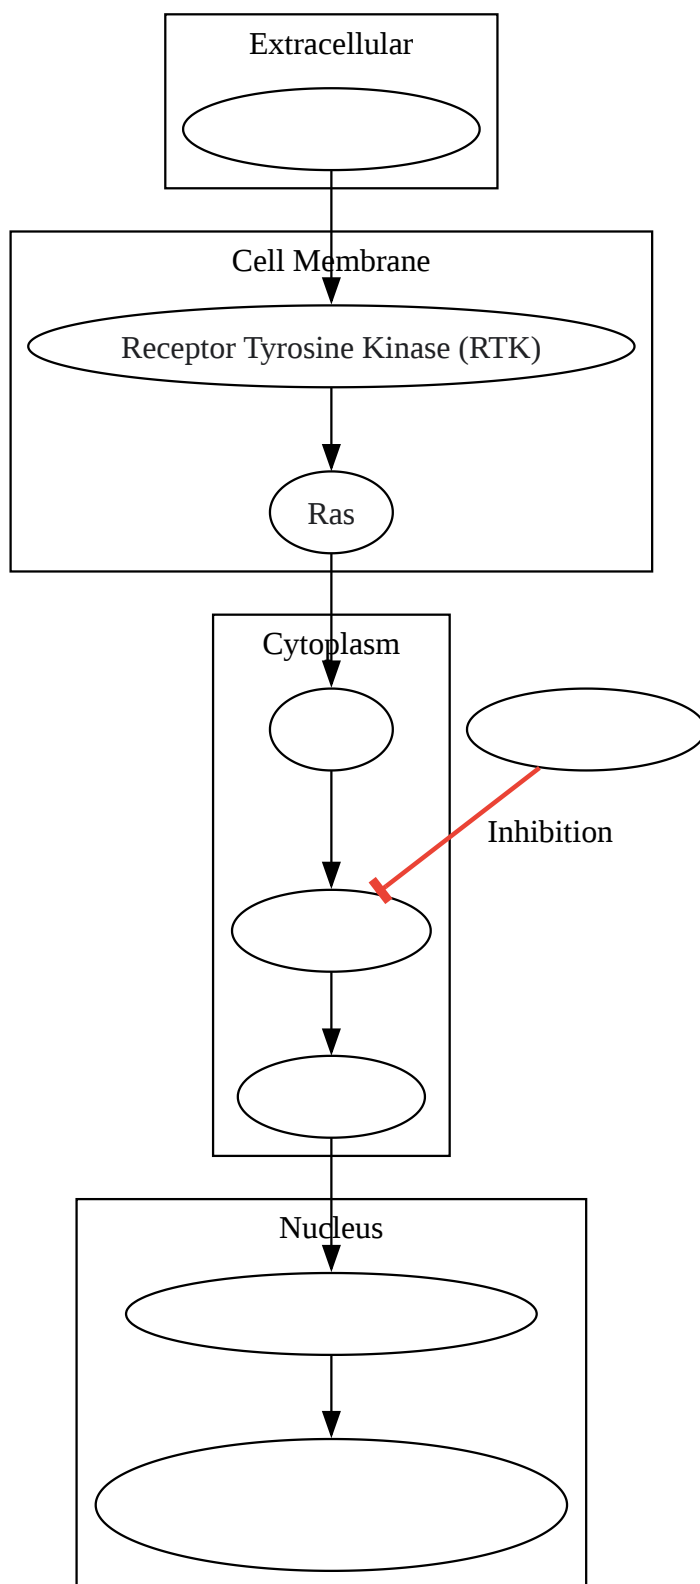 Extracellular
Cell Membrane
Receptor Tyrosine Kinase (RTK)
Ras
Cytoplasm
Inhibition
Nucleus